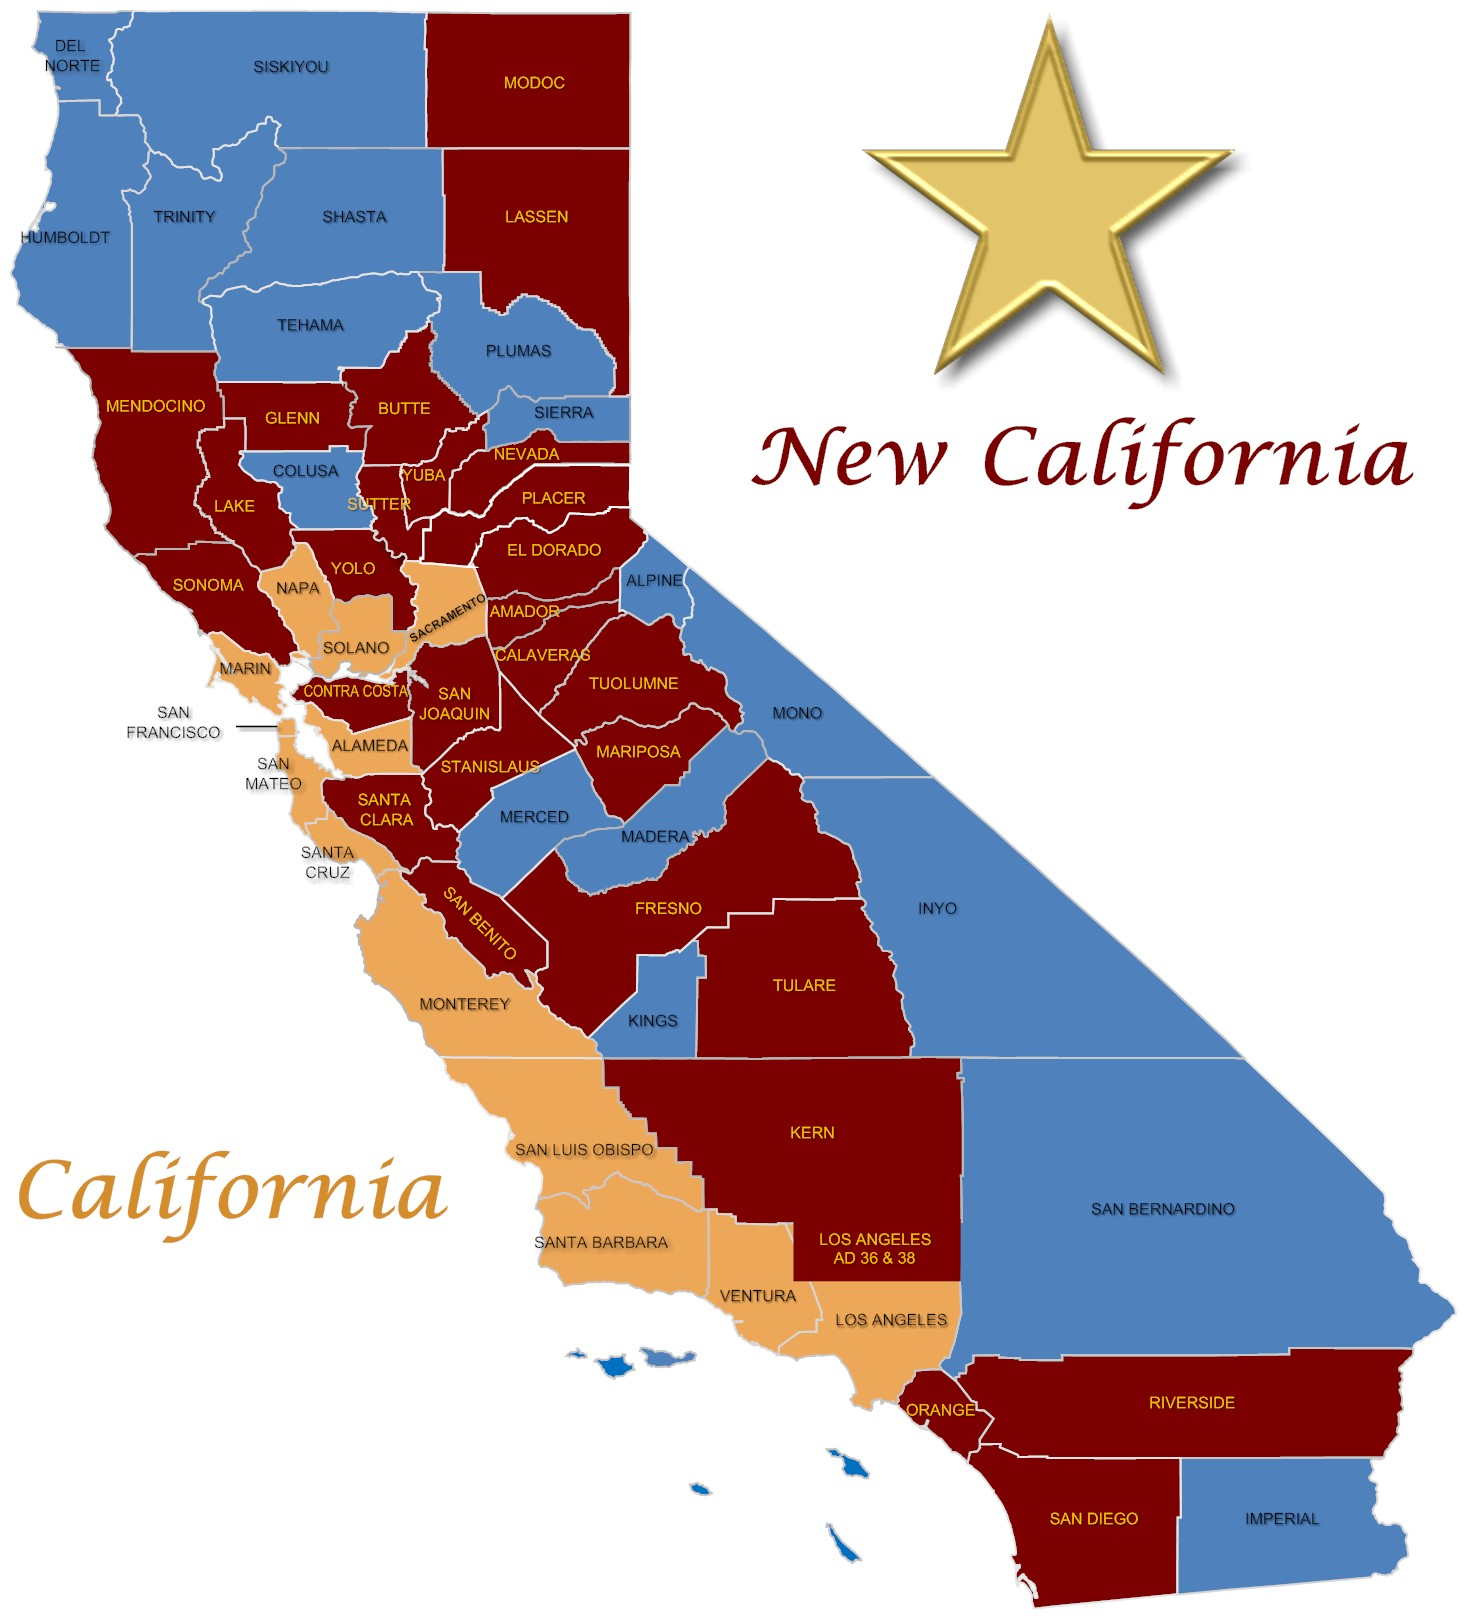 DEL
NORTE
SISKIYOU
MODOC
HUMBOLDT
TRINITY
SHASTA
LASSEN
TEHAMA
PLUMAS
MENDOCINO
GLENN
BUTTE
SIERRA
New California
NEVADA
COLUSA
YUBA
LAKE
SUTTER
PLACER
EL DORADO
SONOMA
NAPA
YOLO
ALPINE
SACRAMENTO
AMADOR
SOLANO
CALAVERAS
MARIN
CONTRA COSTA
SAN
JOAQUIN
TUOLUMNE
SAN
FRANCISCO
MONO
ALAMEDA
MARIPOSA
SAN
MATEO
STANISLAUS
SANTA
CLARA
MERCED
MADERA
SANTA
CRUZ
SAN BENITO
FRESNO
INYO
TULARE
MONTEREY
KINGS
KERN
SAN LUIS OBISPO
California
SAN BERNARDINO
SANTA BARBARA
LOS ANGELES
AD 36 & 38
VENTURA
LOS ANGELES
ORANGE
RIVERSIDE
SAN DIEGO
IMPERIAL